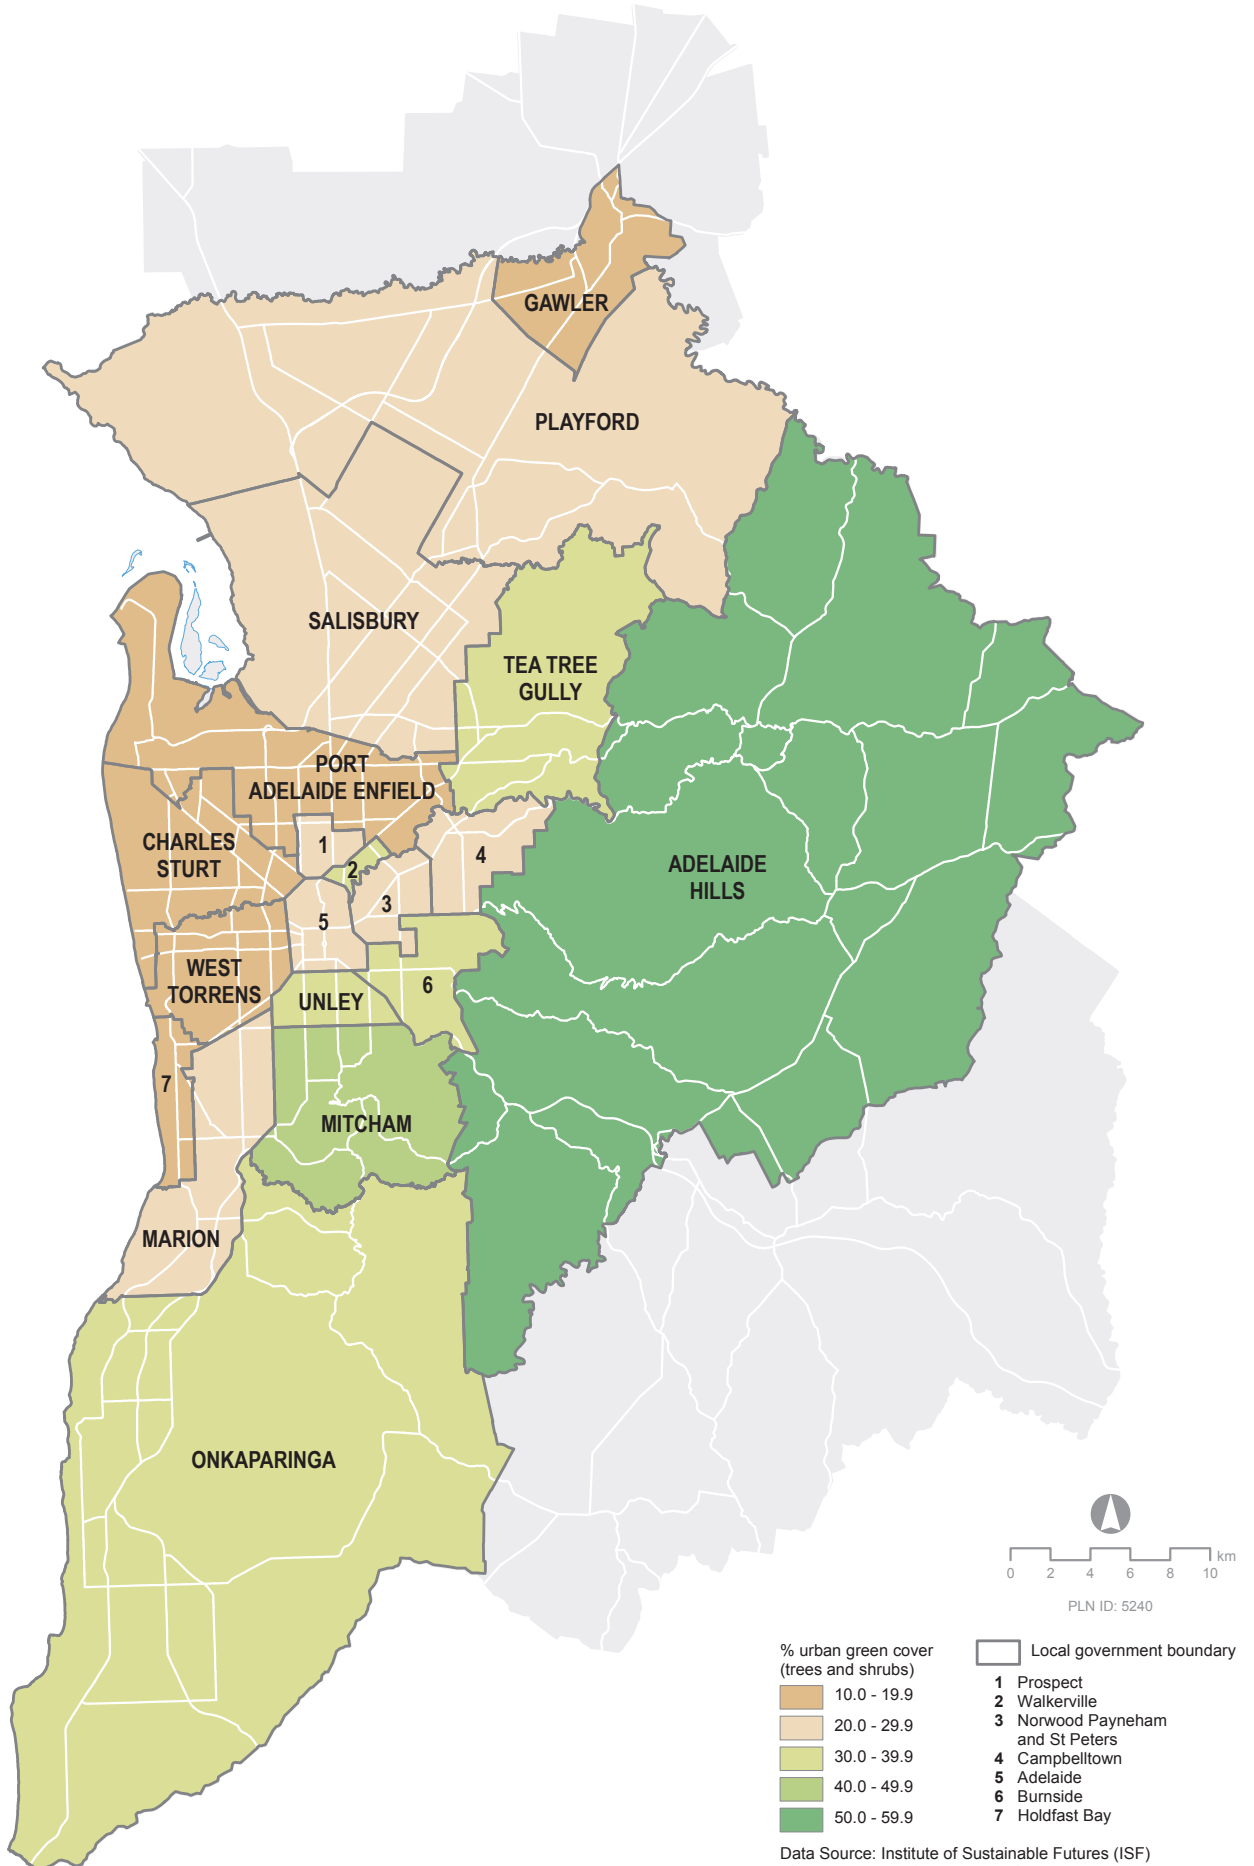 GAWLER
PLAYFORD
SALISBURY
TEA TREE
GULLY
PORT
ADELAIDE ENFIELD
CHARLES
STURT
1
2
3
4
ADELAIDE
HILLS
5
WEST
TORRENS
UNLEY
6
7
MITCHAM
MARION
ONKAPARINGA
km
0 2 4 6 8 10
PLN ID: 5240
% urban green cover
(trees and shrubs)
10.0 - 19.9
20.0 - 29.9
30.0 - 39.9
40.0 - 49.9
50.0 - 59.9
Local government boundary
1 Prospect
2 Walkerville
3 Norwood Payneham
and St Peters
4 Campbelltown
5 Adelaide
6 Burnside
7 Holdfast Bay
Data Source: Institute of Sustainable Futures (ISF)